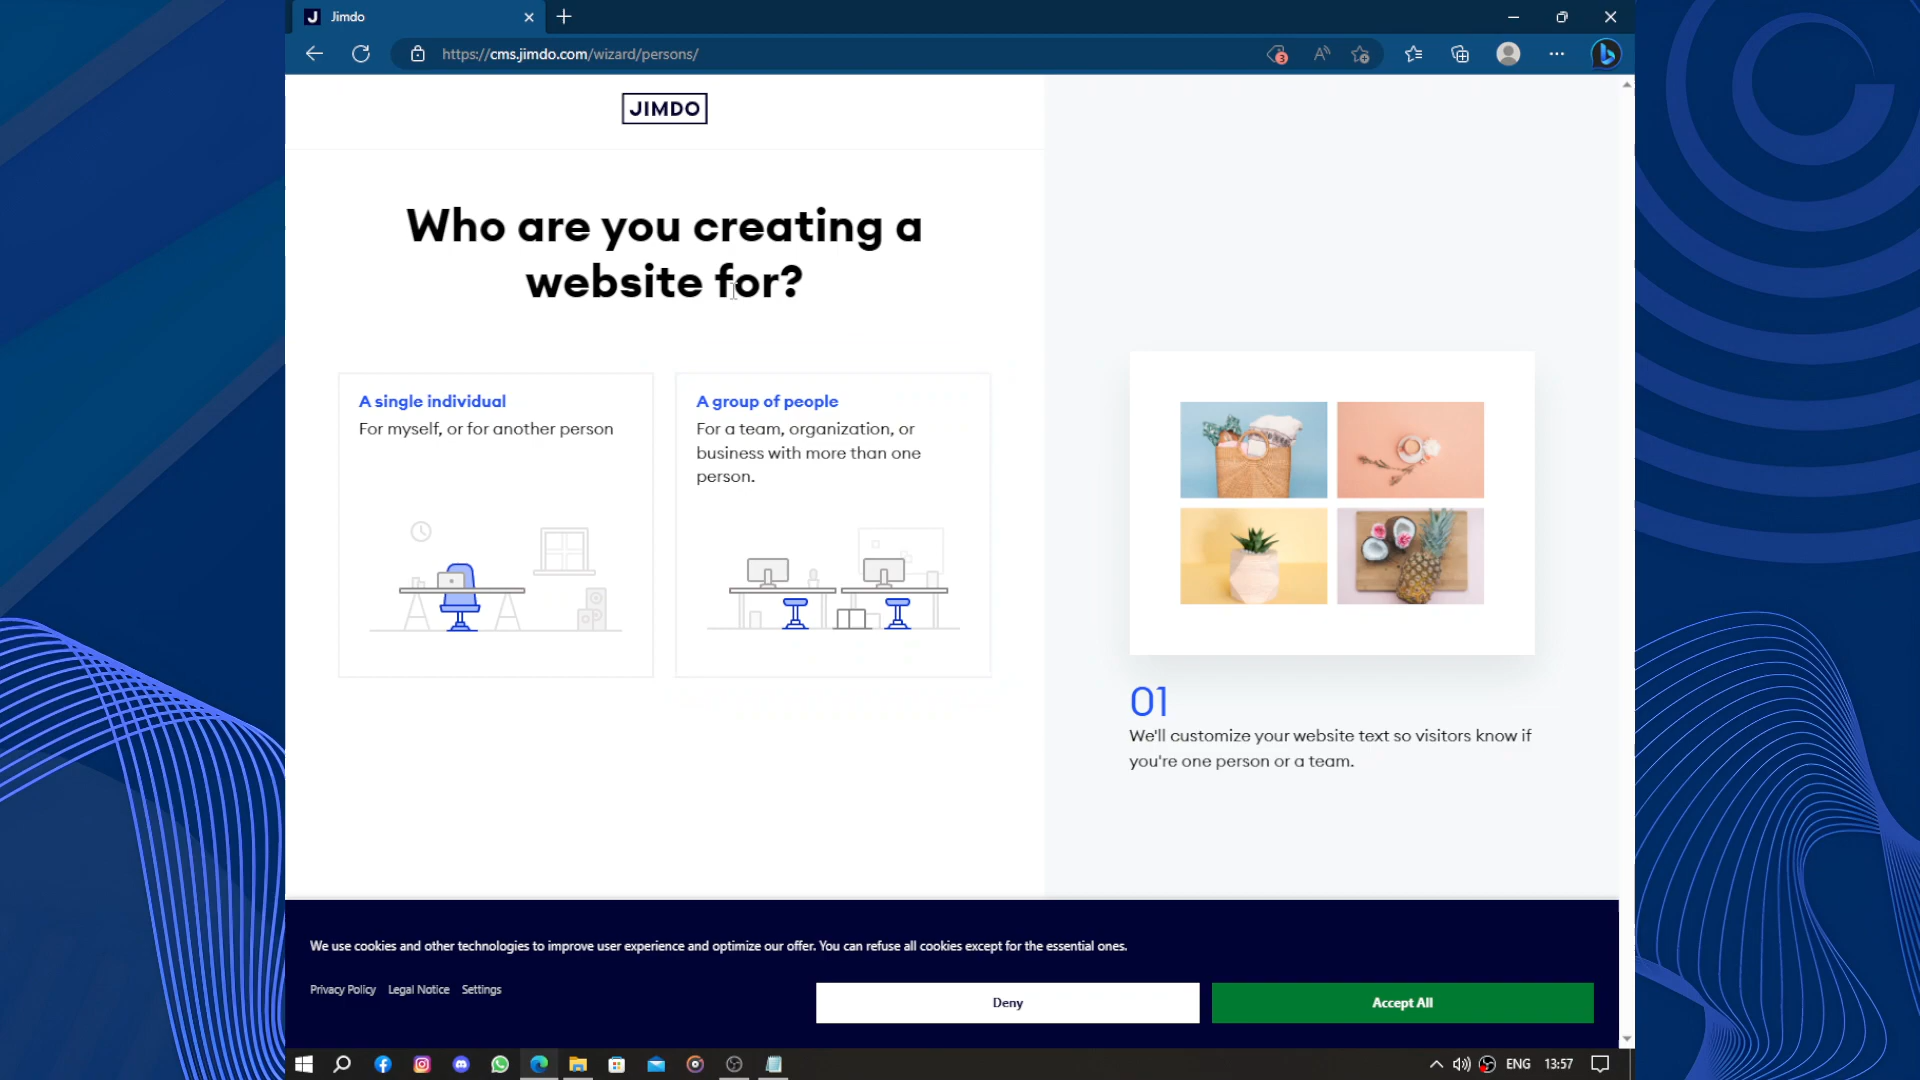 Jimdo
https://cms.jimdo.com/wizard/persons/
3
JIMDO
Who are you creating a
website for?
A single individual
For myself, or for another person
A group of people
For a team, organization, or
business with more than one
person.
01
We'll customize your website text so visitors know if
you're one person or a team.
We use cookies and other technologies to improve user experience and optimize our offer. You can refuse all cookies except for the essential ones.
Privacy Policy Legal Notice Settings
Deny
Accept All
ENG 13:57